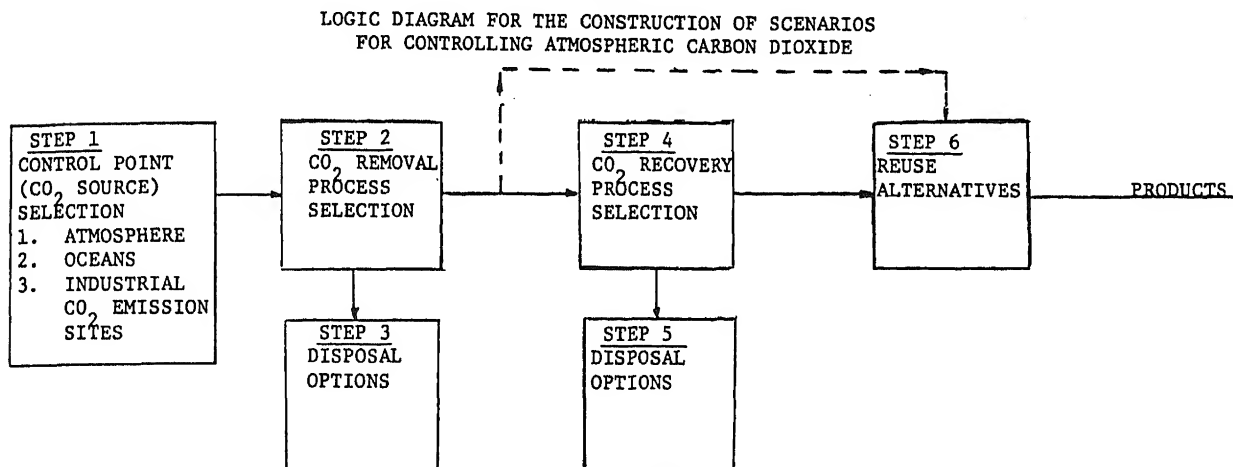 LOGIC DIAGRAM FOR THE CONSTRUCTION OF SCENARIOS
FOR CONTROLLING ATMOSPHERIC CARBON DIOXIDE
STEP 1
CONTROL POINT
(CO2 SOURCE)
SELECTION
1. ATMOSPHERE
2. OCEANS
3. INDUSTRIAL
CO2 EMISSION
SITES
STEP 2
CO2 REMOVAL
PROCESS
SELECTION
STEP 3
DISPOSAL
OPTIONS
STEP 4
CO2 RECOVERY
PROCESS
SELECTION
STEP 5
DISPOSAL
OPTIONS
STEP 6
REUSE
ALTERNATIVES
PRODUCTS